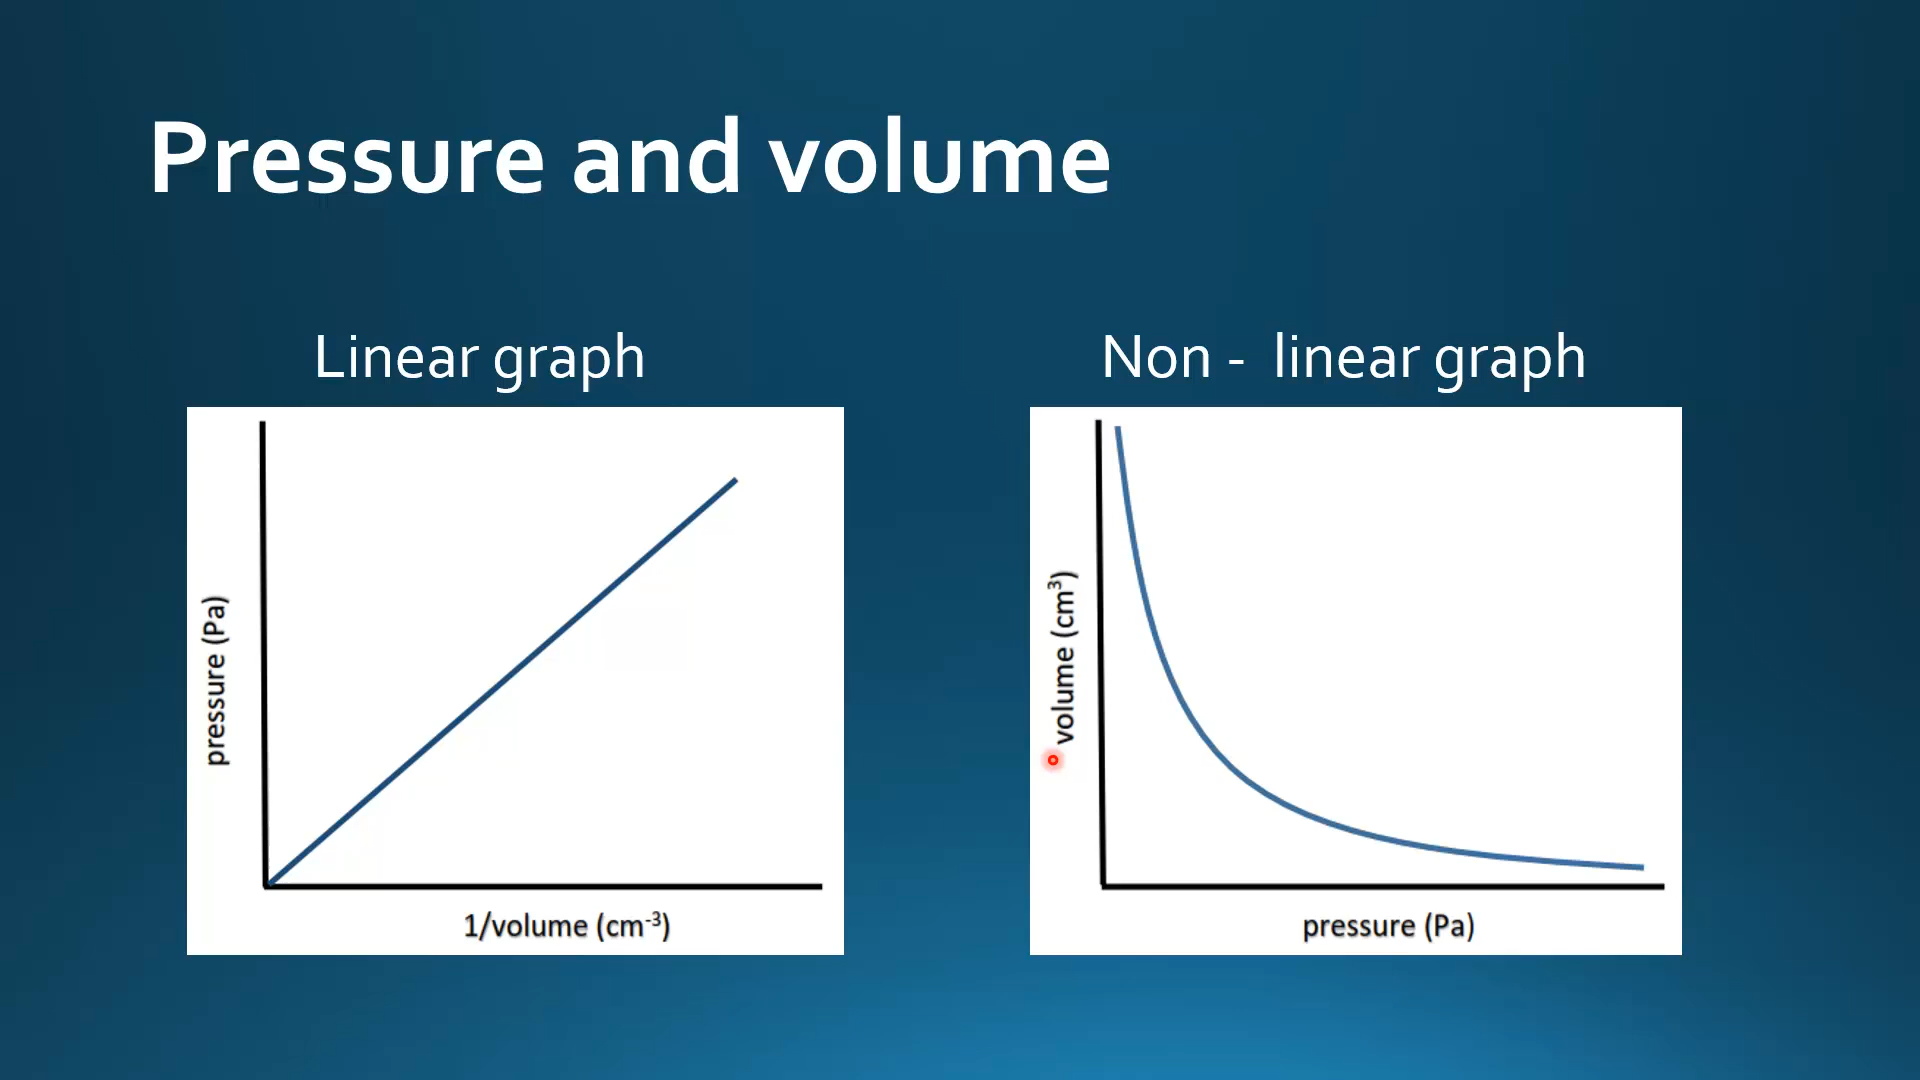 Pressure and volume
Linear graph
pressure (Pa)
1/volume (cm⁻³)
Non -  linear graph
volume (cm³)
pressure (Pa)